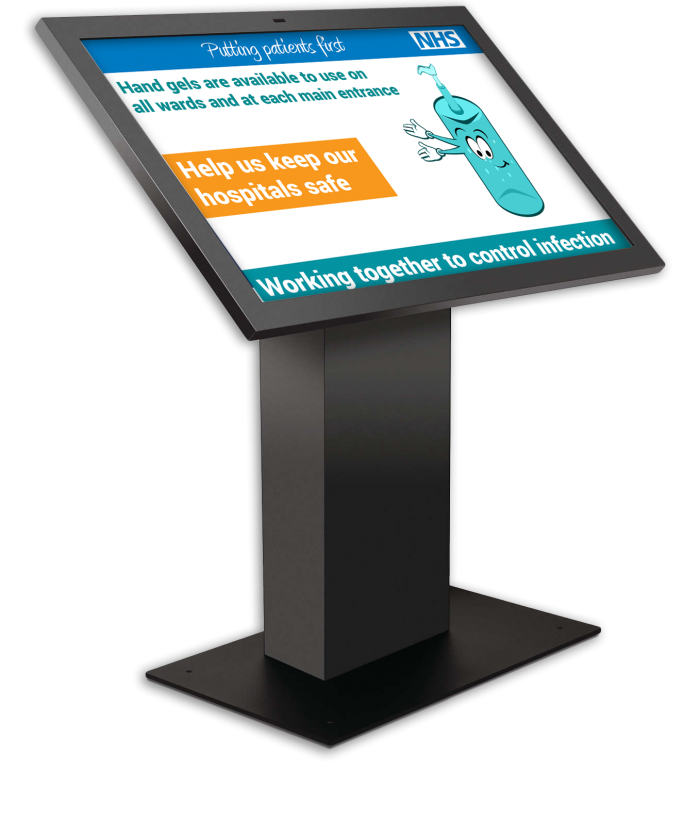 Putting patients first
NHS
Hand gels are available to use on
all wards and at each main entrance
Help us keep our
hospitals safe
Working together to control infection